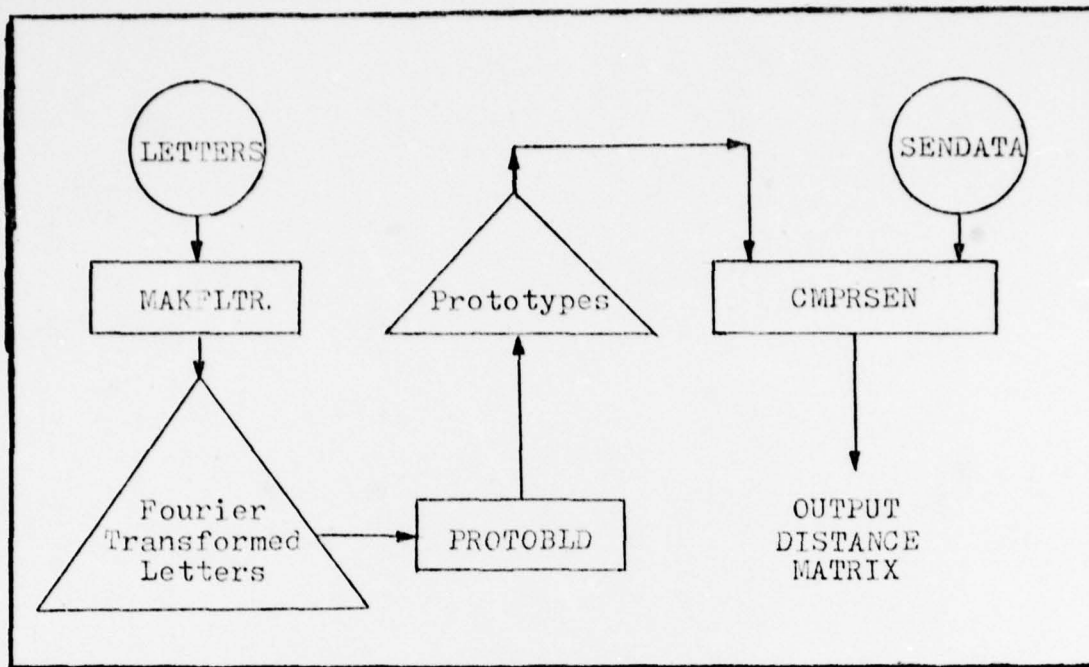 LETTERS
MAKFLTR.
Fourier
Transformed
Letters
PROTOBLD
Prototypes
SENDATA
CMPRSEN
OUTPUT
DISTANCE
MATRIX